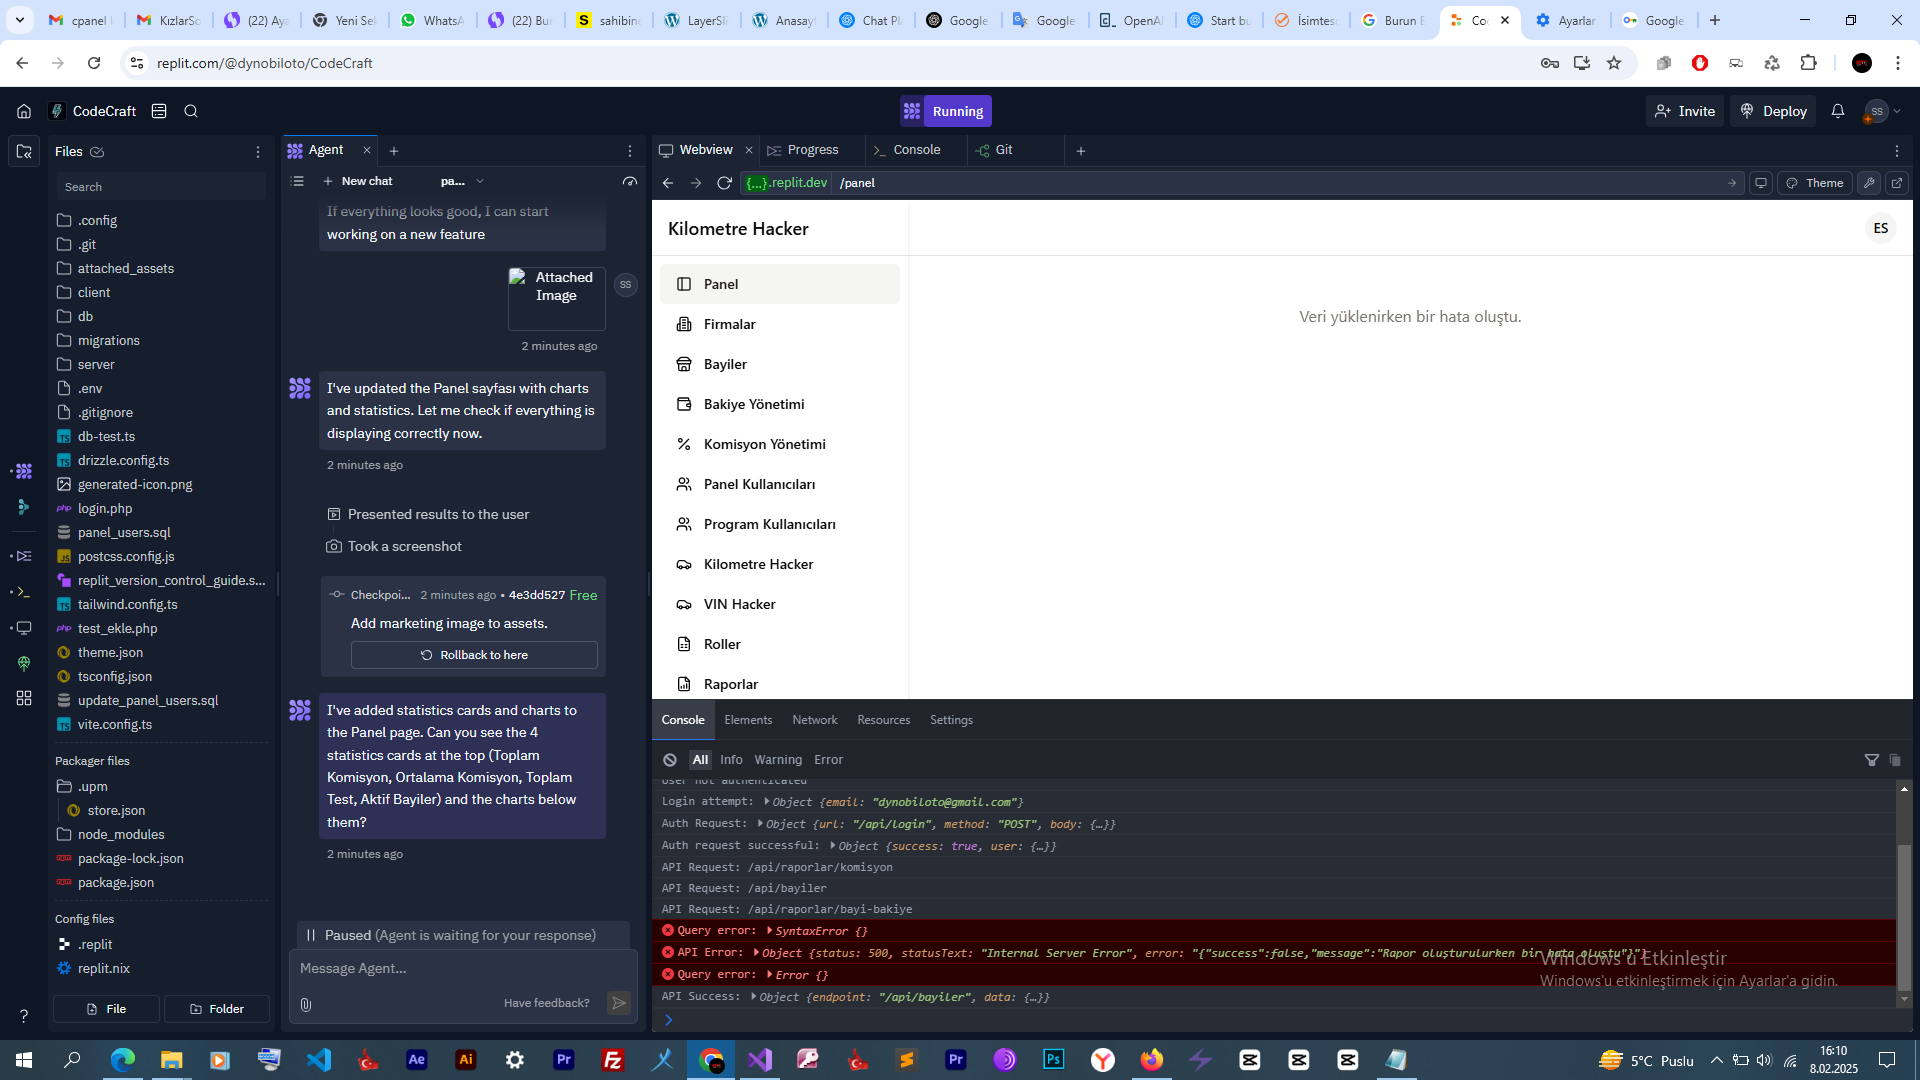 cpanel l
KızlarSo
(22) Aya
Yeni Sek
WhatsA
(22) Bur
sahibin
LayerSli
Anasay
Chat Pl
Google
Google
OpenAI
Start bu
İsimtes
Burun E
Co
Ayarlar
Google
replit.com/@dynobiloto/CodeCraft
CodeCraft
Running
Invite
Deploy
SS
Files
Search
.config
.git
attached_assets
client
db
migrations
server
.env
.gitignore
db-test.ts
drizzle.config.ts
generated-icon.png
login.php
panel_users.sql
postcss.config.js
replit_version_control_guide.s...
tailwind.config.ts
test_ekle.php
theme.json
tsconfig.json
update_panel_users.sql
vite.config.ts
Packager files
.upm
store.json
node_modules
package-lock.json
package.json
Config files
.replit
replit.nix
File
Folder
Agent
New chat
pa...
If everything looks good, I can start
working on a new feature
Attached
Image
SS
2 minutes ago
I've updated the Panel sayfası with charts
and statistics. Let me check if everything is
displaying correctly now.
2 minutes ago
Presented results to the user
Took a screenshot
Checkpoi... 2 minutes ago • 4e3dd527 Free
Add marketing image to assets.
Rollback to here
I've added statistics cards and charts to
the Panel page. Can you see the 4
statistics cards at the top (Toplam
Komisyon, Ortalama Komisyon, Toplam
Test, Aktif Bayiler) and the charts below
them?
2 minutes ago
Paused (Agent is waiting for your response)
Message Agent...
Have feedback?
Webview
Progress
Console
Git
{...}.replit.dev
/panel
Theme
Kilometre Hacker
ES
Panel
Firmalar
Bayiler
Bakiye Yönetimi
Komisyon Yönetimi
Panel Kullanıcıları
Program Kullanıcıları
Kilometre Hacker
VIN Hacker
Roller
Raporlar
Veri yüklenirken bir hata oluştu.
Console
Elements
Network
Resources
Settings
All
Info
Warning
Error
User not authenticated
Login attempt: Object {email: "dynobiloto@gmail.com"}
Auth Request: Object {url: "/api/login", method: "POST", body: {…}}
Auth request successful: Object {success: true, user: {…}}
API Request: /api/raporlar/komisyon
API Request: /api/bayiler
API Request: /api/raporlar/bayi-bakiye
Query error: SyntaxError {}
API Error: Object {status: 500, statusText: "Internal Server Error", error: "{"success":false,"message":"Rapor oluşturulurken bir hata oluştu"}"}
Query error: Error {}
API Success: Object {endpoint: "/api/bayiler", data: {…}}
Windows'u Etkinleştir
Windows'u etkinleştirmek için Ayarlar'a gidin.
5°C Puslu
16:10
8.02.2025